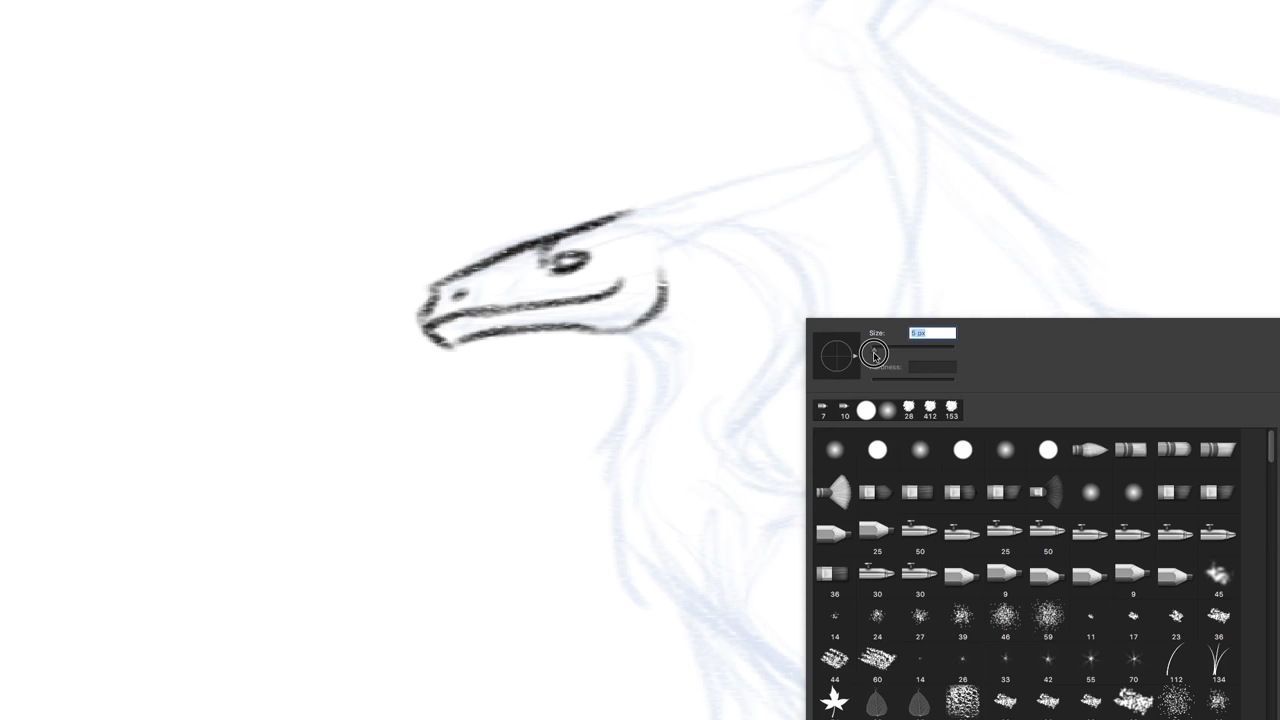 Size: 5 px
Hardness:
7 10 28 412 153
25 50 25 50
36 30 30 9 9 45
14 24 27 39 46 59 11 17 23 36
44 60 14 26 33 42 55 70 112 134